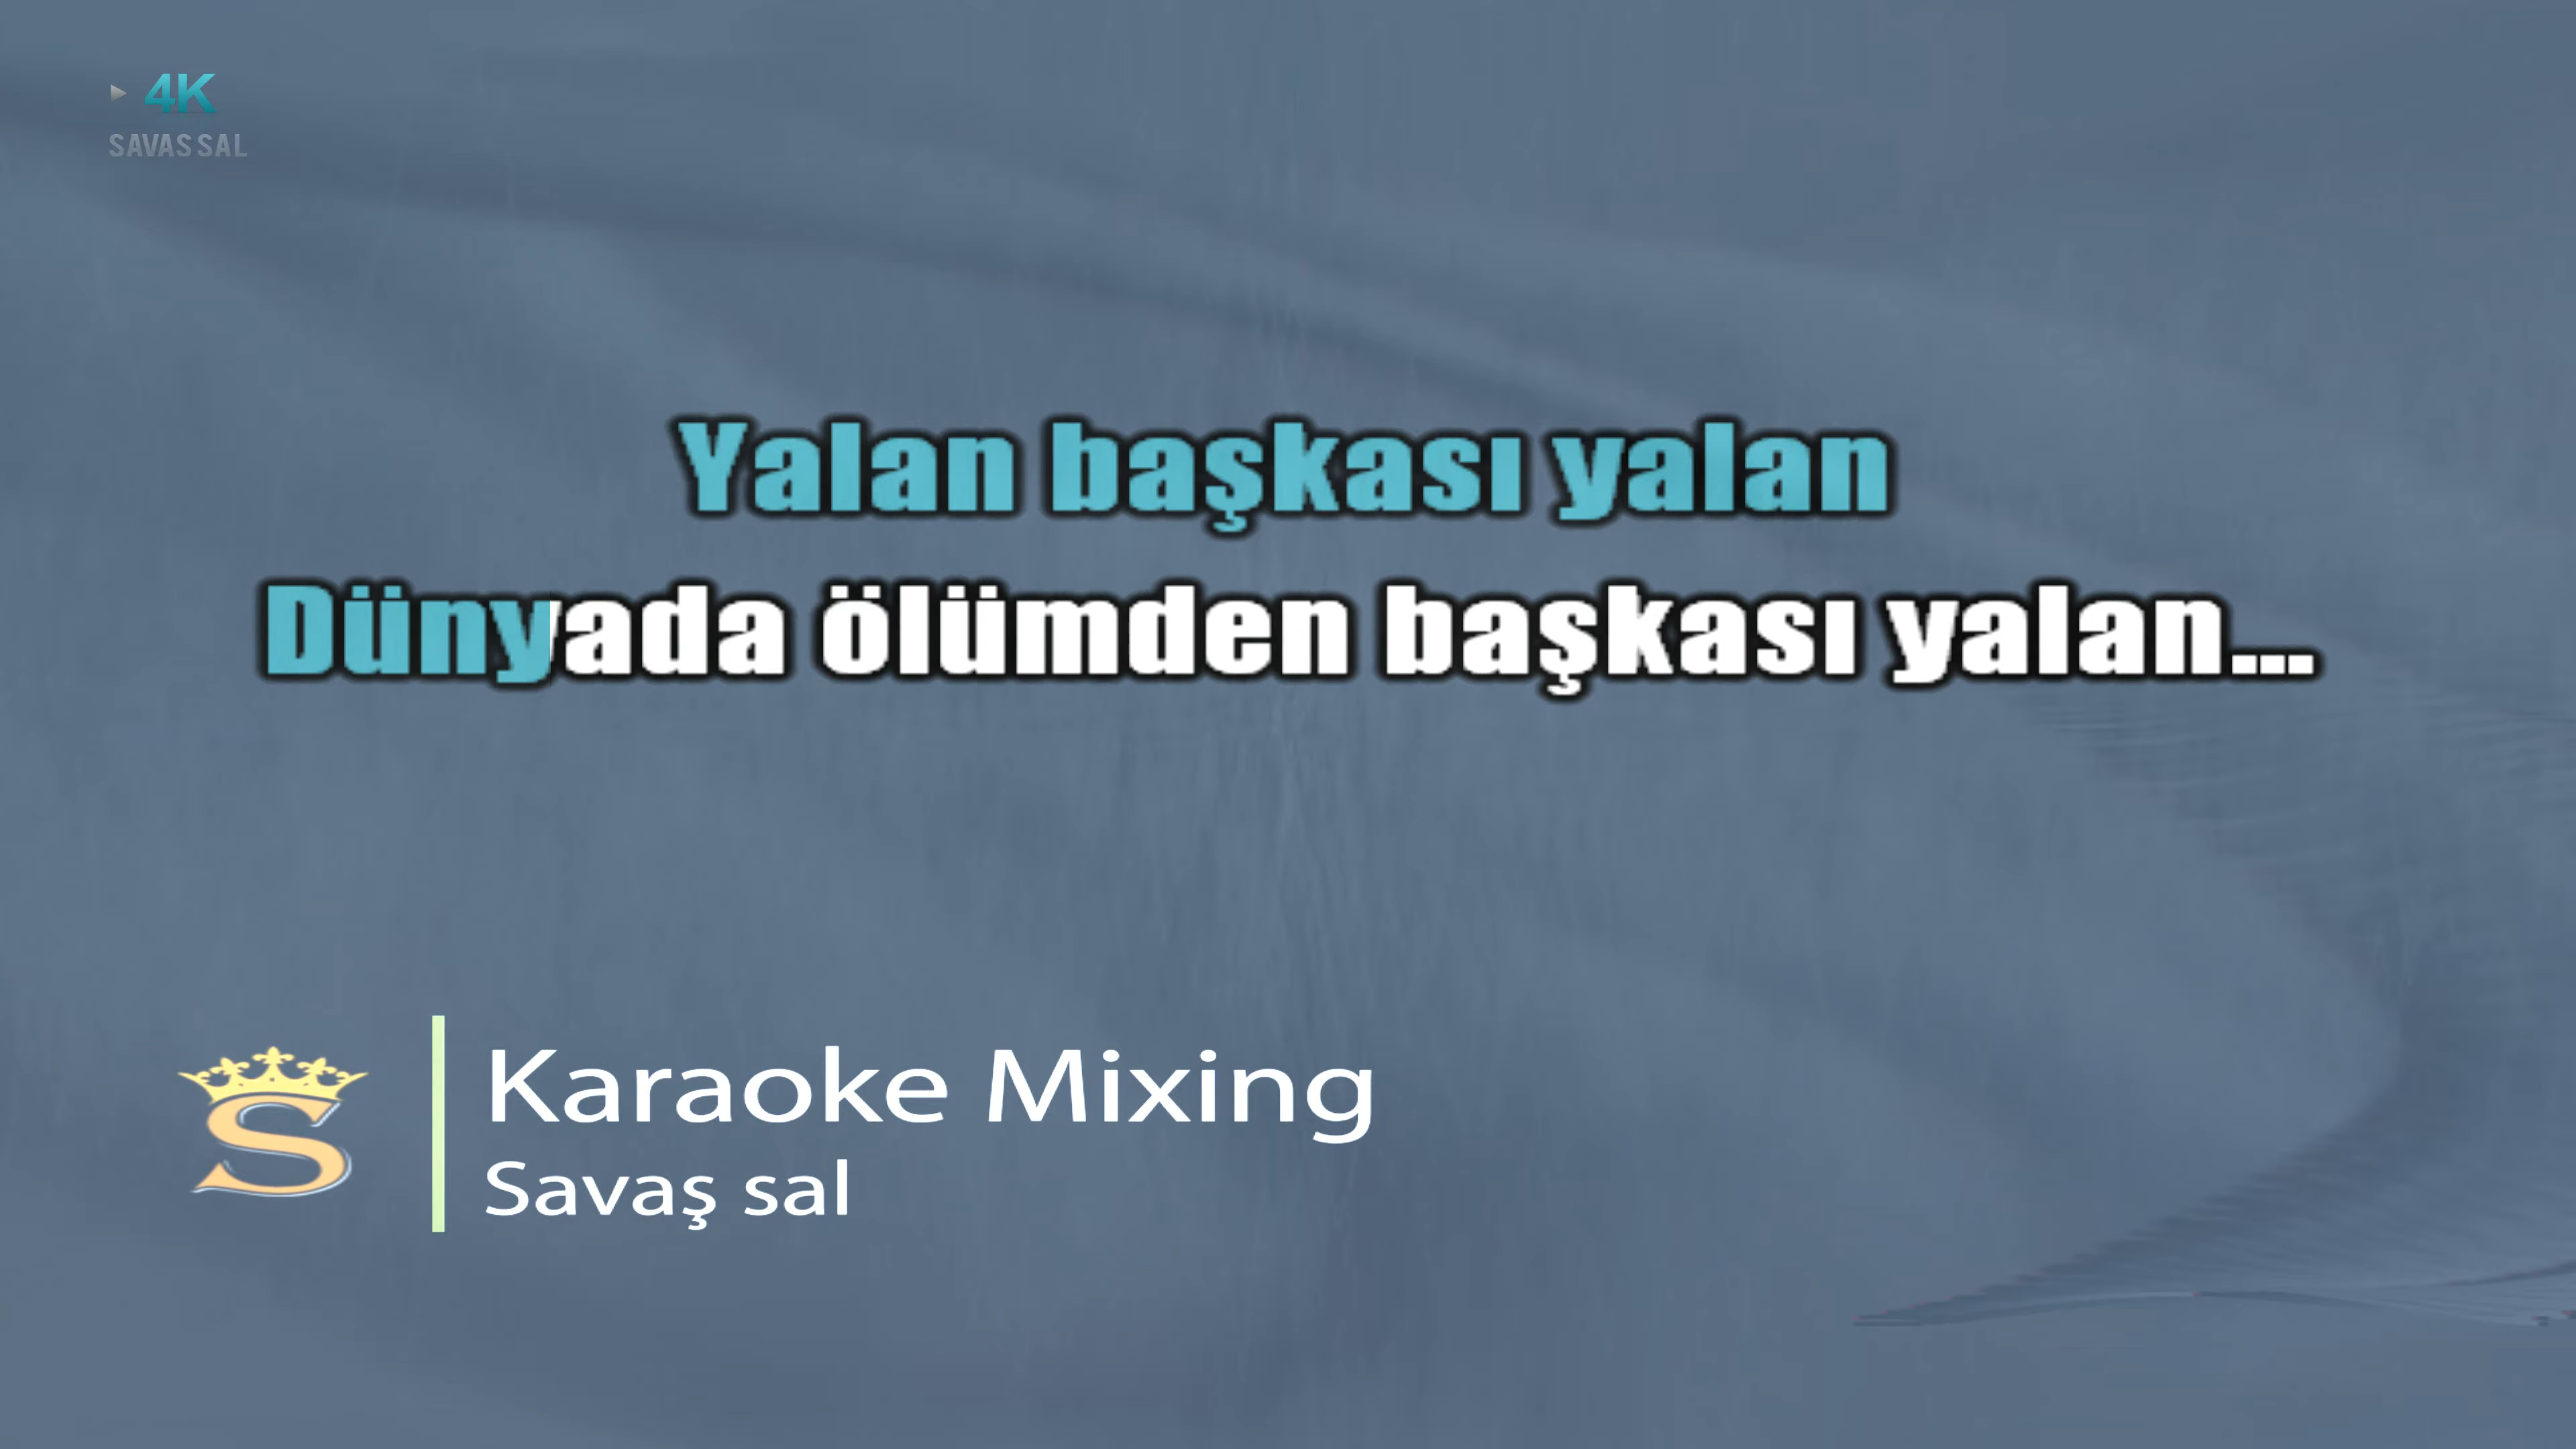 4K
SAVAS SAL
Yalan başkası yalan
Dünyada ölümden başkası yalan...
S
Karaoke Mixing
Savaş sal